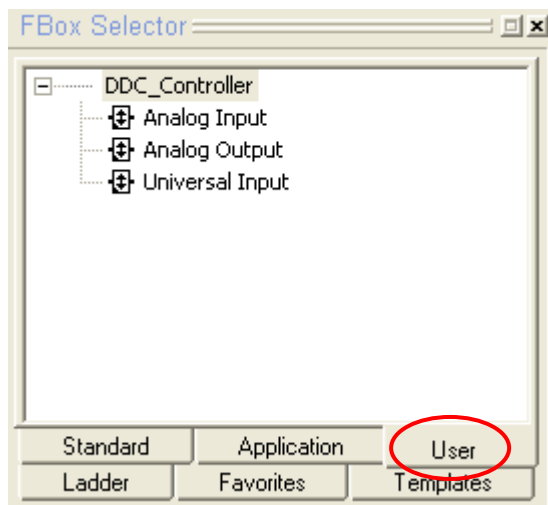 FBox Selector
DDC_Controller
Analog Input
Analog Output
Universal Input
Standard Application User
Ladder Favorites Templates